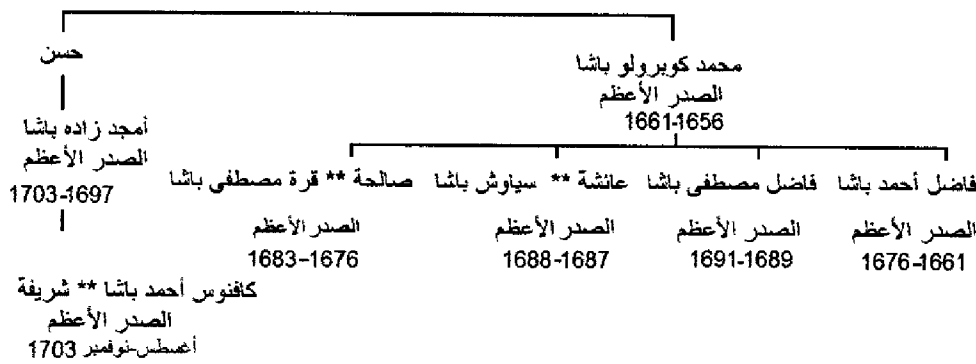 حسن
محمد كوبرولو باشا
الصدر الأعظم
1661-1656
أمجد زاده باشا
الصدر الأعظم
1703-1697
فاضل أحمد باشا
الصدر الأعظم
1676-1661
فاضل مصطفى باشا
الصدر الأعظم
1691-1689
عائشة ** سياوش باشا
الصدر الأعظم
1688-1687
صالحة ** قرة مصطفى باشا
الصدر الأعظم
1683-1676
كافنوس أحمد باشا ** شريفة
الصدر الأعظم
أغسطس-نوفمبر 1703